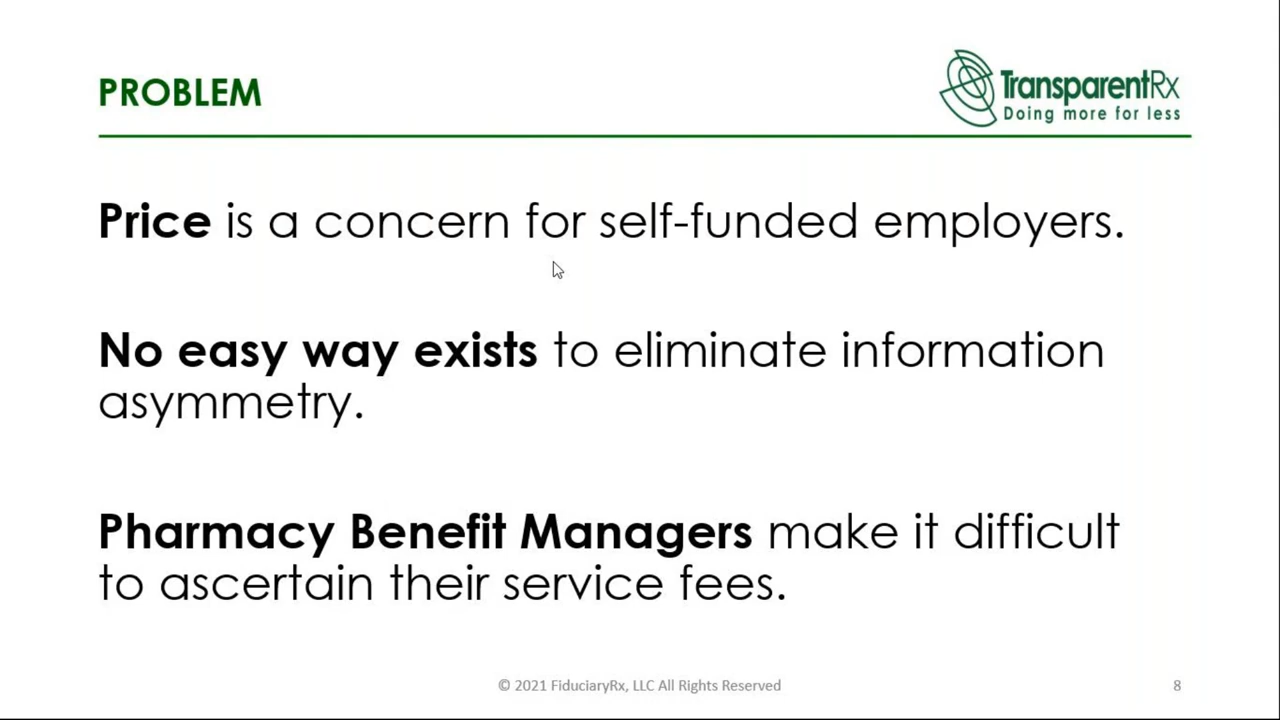 PROBLEM
TransparentRx
Doing more for less
Price is a concern for self-funded employers.
No easy way exists to eliminate information
asymmetry.
Pharmacy Benefit Managers make it difficult
to ascertain their service fees.
© 2021 FiduciaryRx, LLC All Rights Reserved
8